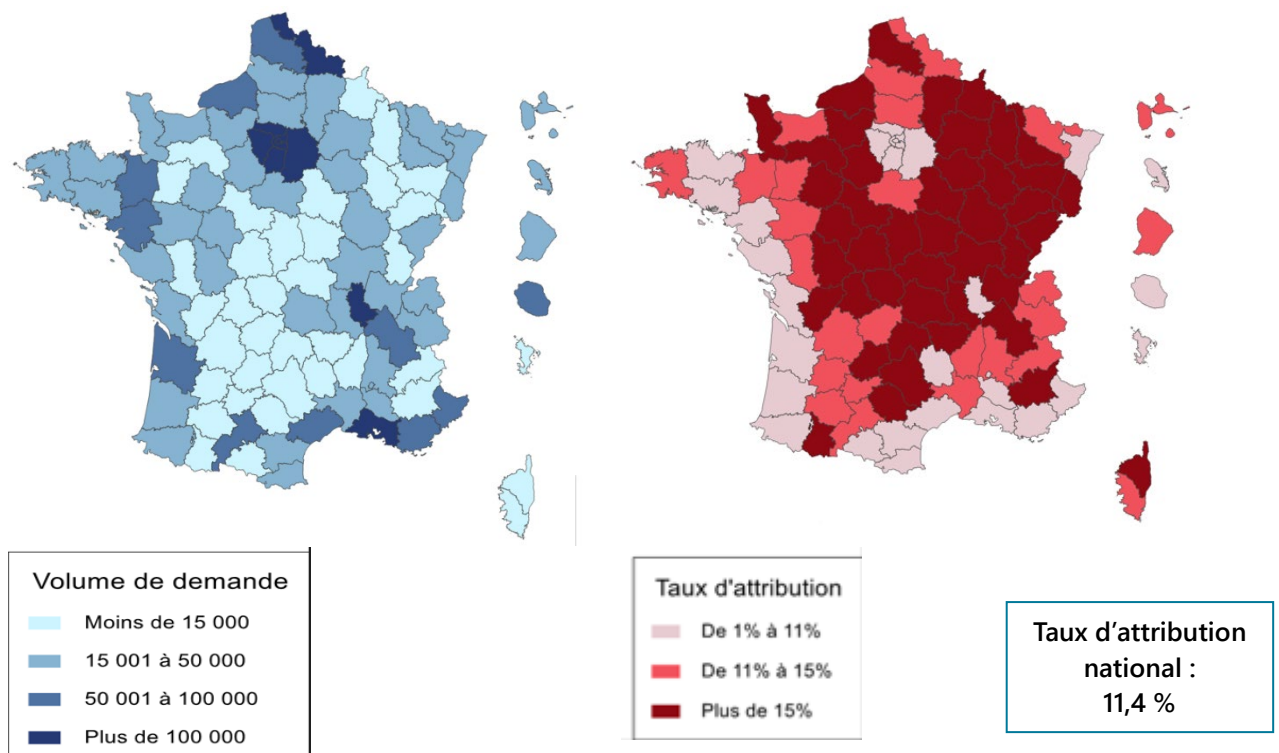 Volume de demande
Moins de 15 000
15 001 à 50 000
50 001 à 100 000
Plus de 100 000
Taux d'attribution
De 1% à 11%
De 11% à 15%
Plus de 15%
Taux d’attribution
national :
11,4 %